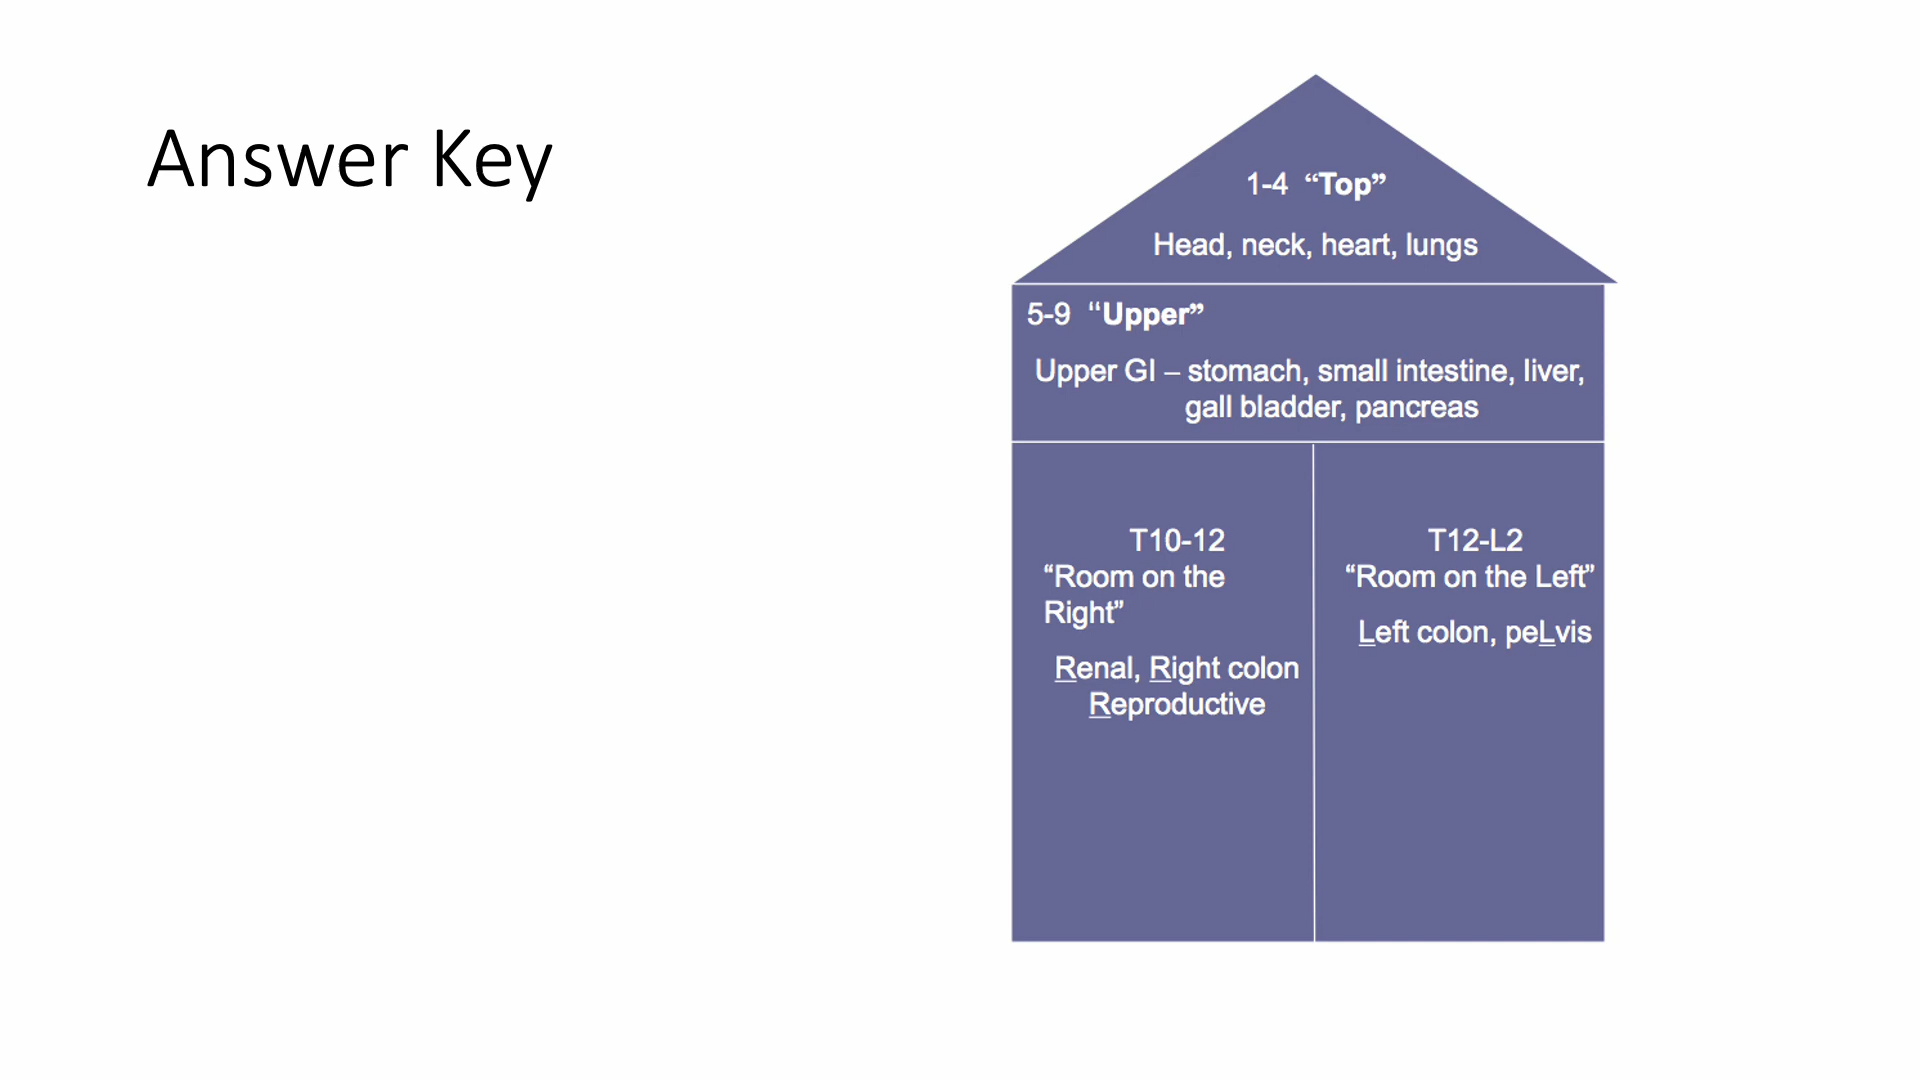 Answer Key
1-4 “Top”
Head, neck, heart, lungs
5-9 “Upper”
Upper GI – stomach, small intestine, liver,
gall bladder, pancreas
T10-12
“Room on the
Right”
Renal, Right colon
Reproductive
T12-L2
“Room on the Left”
Left colon, peLvis